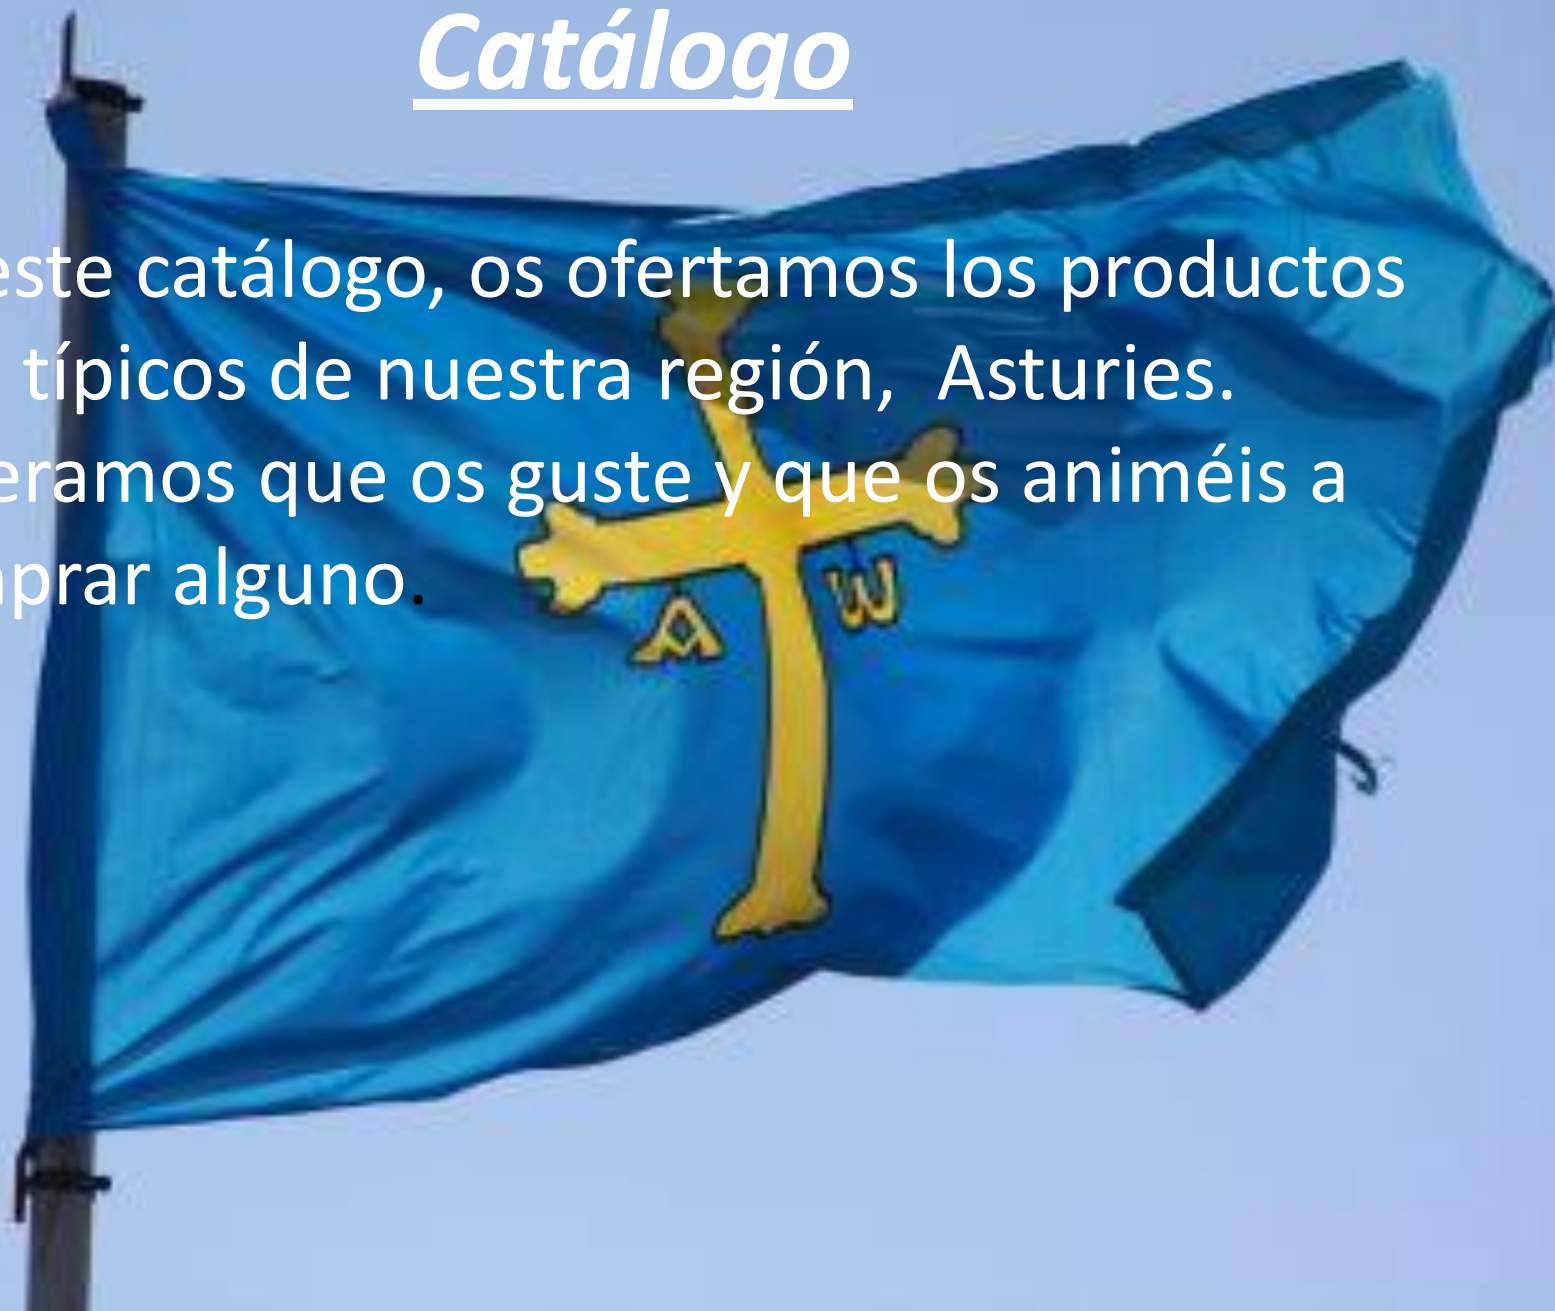 Catálogo
este catálogo, os ofertamos los productos
típicos de nuestra región, Asturies.
eramos que os guste y que os animéis a
prar alguno.
A ω